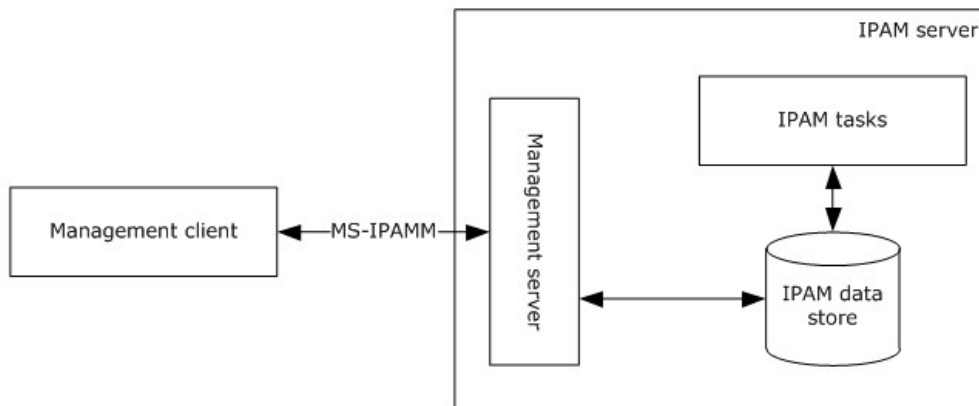 IPAM server
IPAM tasks
Management client
MS-IPAMM
Management server
IPAM data
store